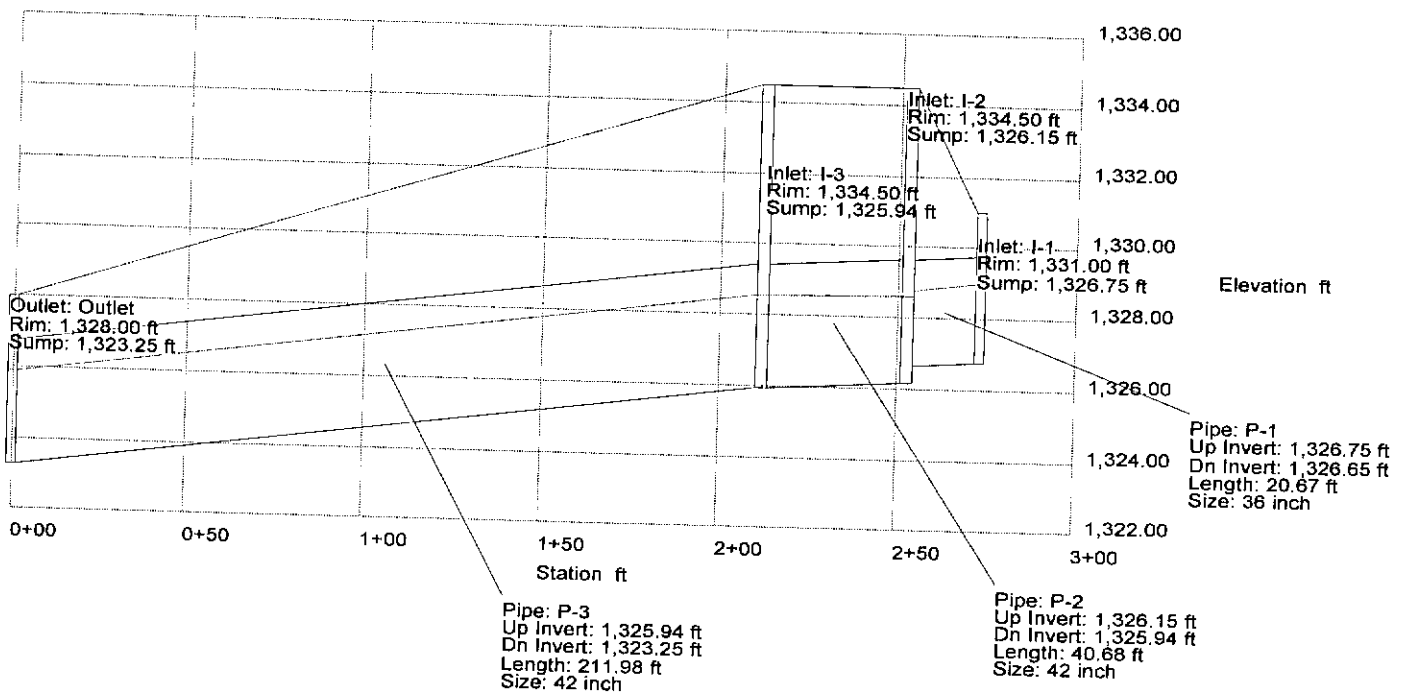 1,336.00
1,334.00
1,332.00
1,330.00
1,328.00
1,326.00
1,324.00
1,322.00
Elevation ft
Inlet: I-2
Rim: 1,334.50 ft
Sump: 1,326.15 ft
Inlet: I-3
Rim: 1,334.50 ft
Sump: 1,325.94 ft
Inlet: I-1
Rim: 1,331.00 ft
Sump: 1,326.75 ft
Outlet: Outlet
Rim: 1,328.00 ft
Sump: 1,323.25 ft
Pipe: P-1
Up Invert: 1,326.75 ft
Dn Invert: 1,326.65 ft
Length: 20.67 ft
Size: 36 inch
0+00
0+50
1+00
1+50
2+00
2+50
3+00
Station ft
Pipe: P-3
Up Invert: 1,325.94 ft
Dn Invert: 1,323.25 ft
Length: 211.98 ft
Size: 42 inch
Pipe: P-2
Up Invert: 1,326.15 ft
Dn Invert: 1,325.94 ft
Length: 40.68 ft
Size: 42 inch